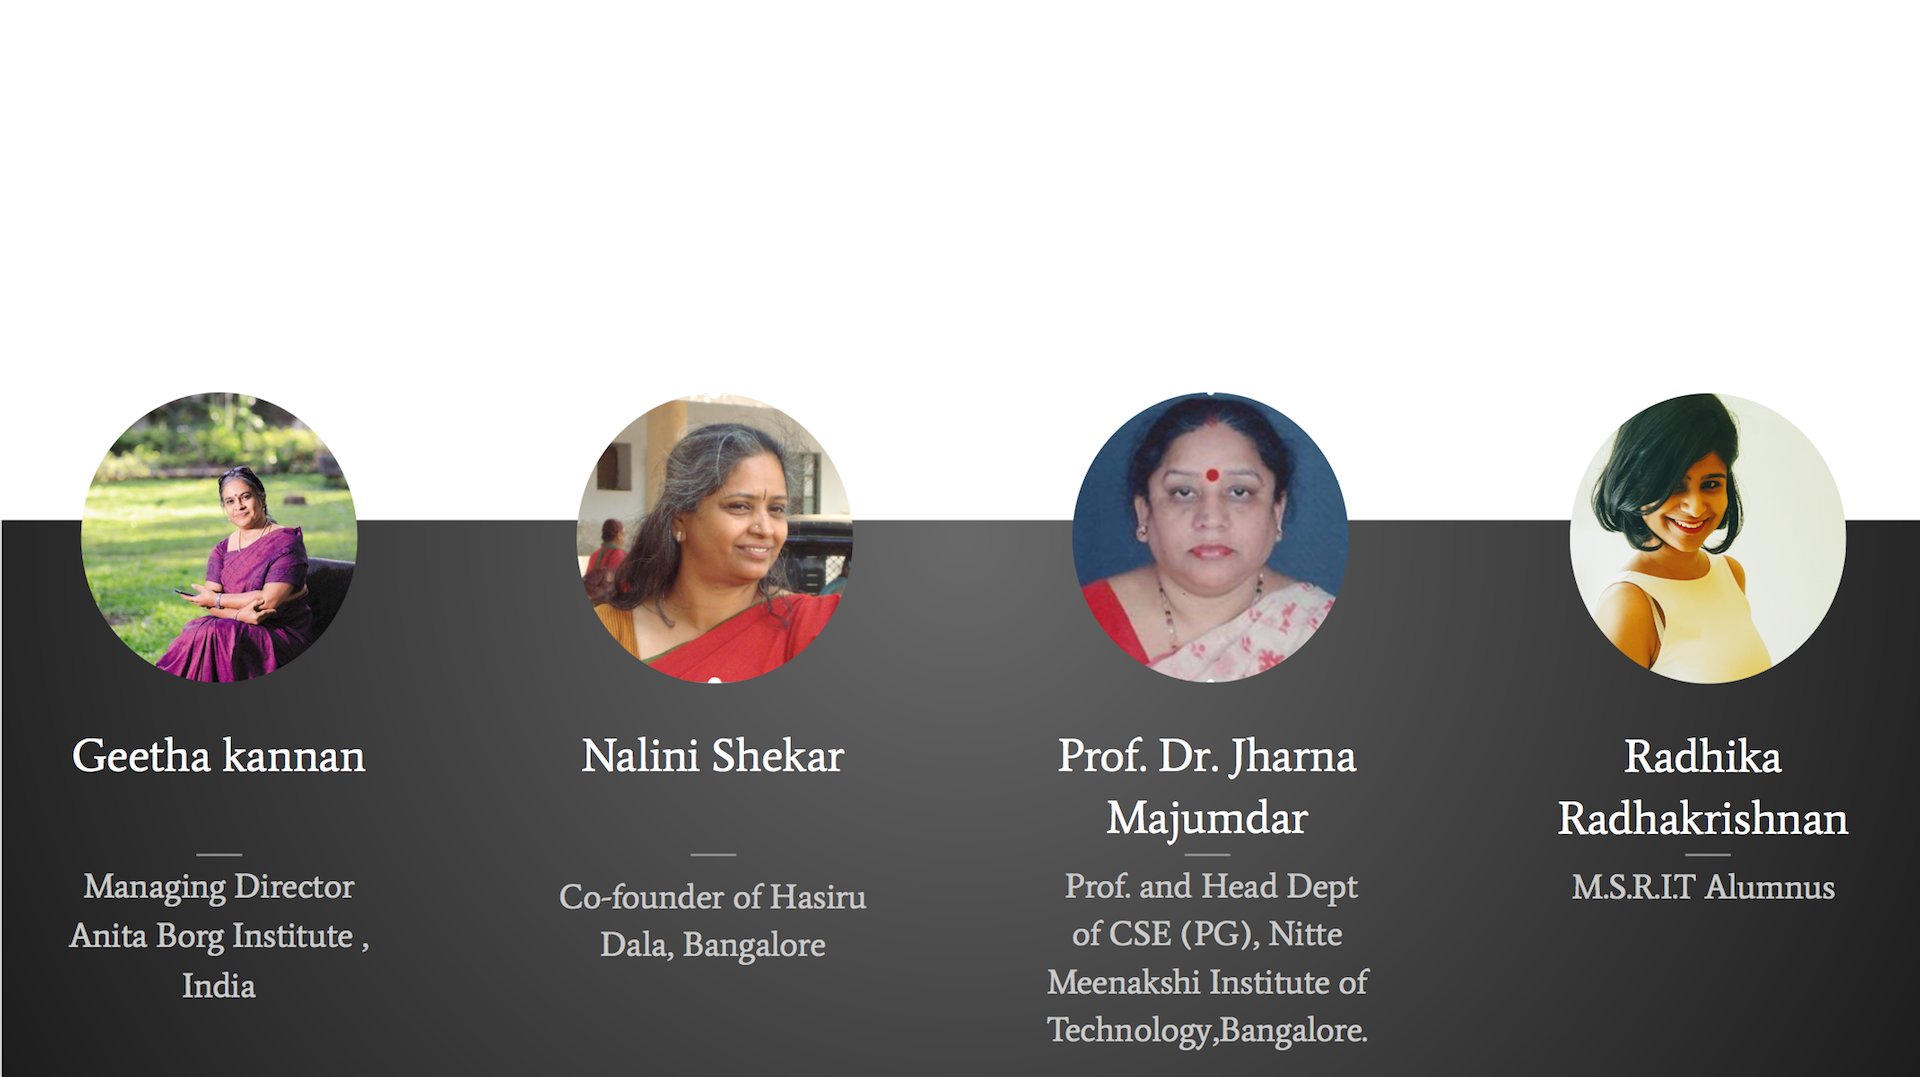 Geetha kannan
Managing Director
Anita Borg Institute ,
India
Nalini Shekar
Co-founder of Hasiru
Dala, Bangalore
Prof. Dr. Jharna
Majumdar
Prof. and Head Dept
of CSE (PG), Nitte
Meenakshi Institute of
Technology,Bangalore.
Radhika
Radhakrishnan
M.S.R.I.T Alumnus